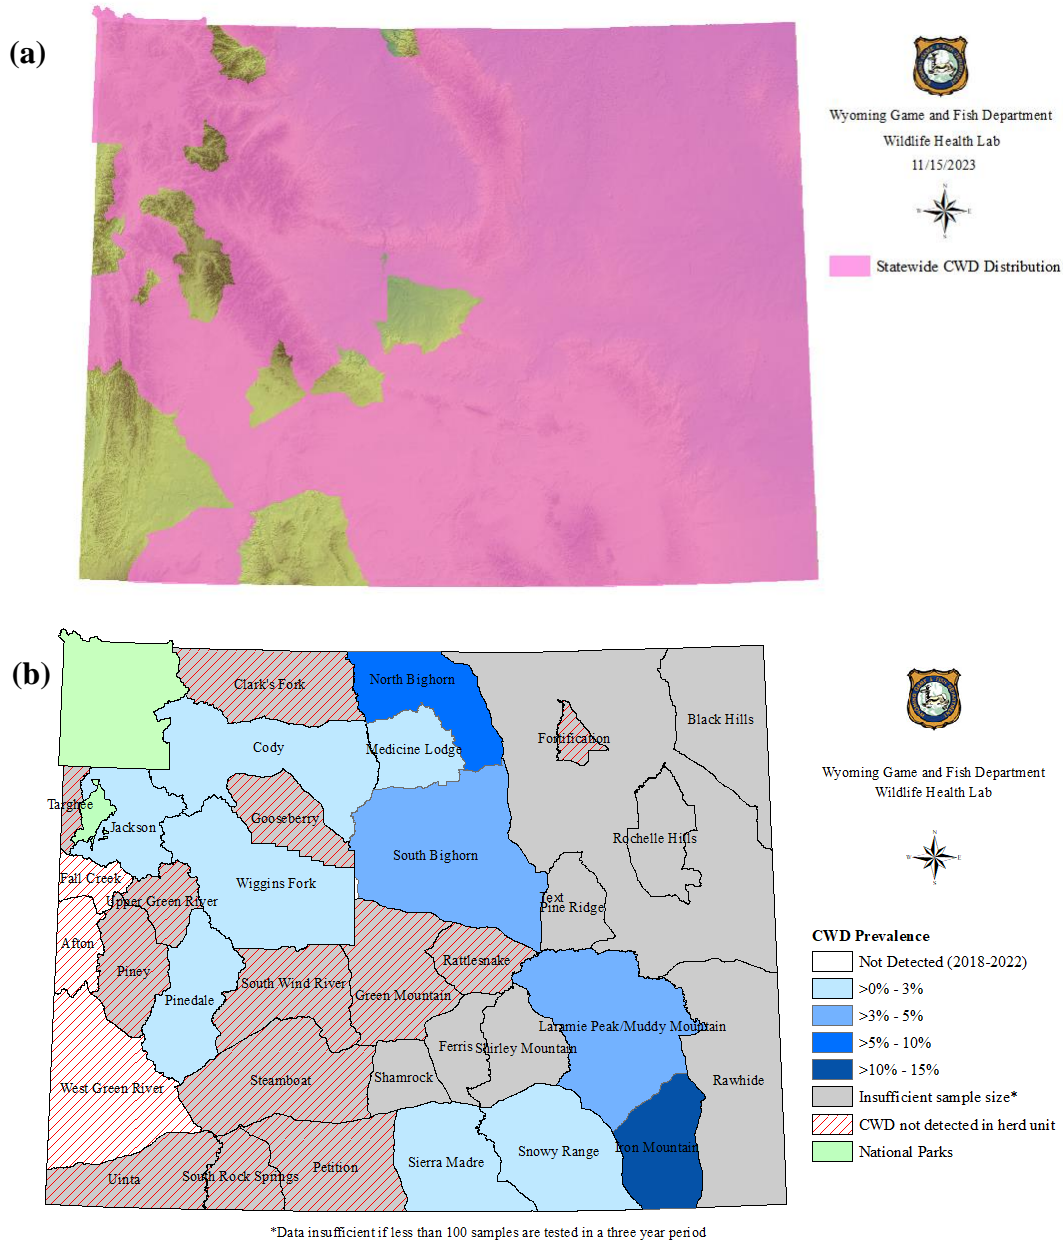 (a)
Wyoming Game and Fish Department
Wildlife Health Lab
11/15/2023
N
W
E
S
Statewide CWD Distribution
(b)
North Bighorn
Clark's Fork
Black Hills
Fortification
Cody
Medicine Lodge
Targhee
Jackson
Gooseberry
Rochelle Hills
South Bighorn
Fall Creek
Wiggins Fork
Upper Green River
Text
Pine Ridge
Afton
Piney
Rattlesnake
South Wind River
Green Mountain
Pinedale
Laramie Peak/Muddy Mountain
Ferris
Shirley Mountain
West Green River
Steamboat
Shamrock
Rawhide
Iron Mountain
Snowy Range
Sierra Madre
Petition
South Rock Springs
Uinta
Wyoming Game and Fish Department
Wildlife Health Lab
N
W
E
S
CWD Prevalence
Not Detected (2018-2022)
>0% - 3%
>3% - 5%
>5% - 10%
>10% - 15%
Insufficient sample size*
CWD not detected in herd unit
National Parks
*Data insufficient if less than 100 samples are tested in a three year period